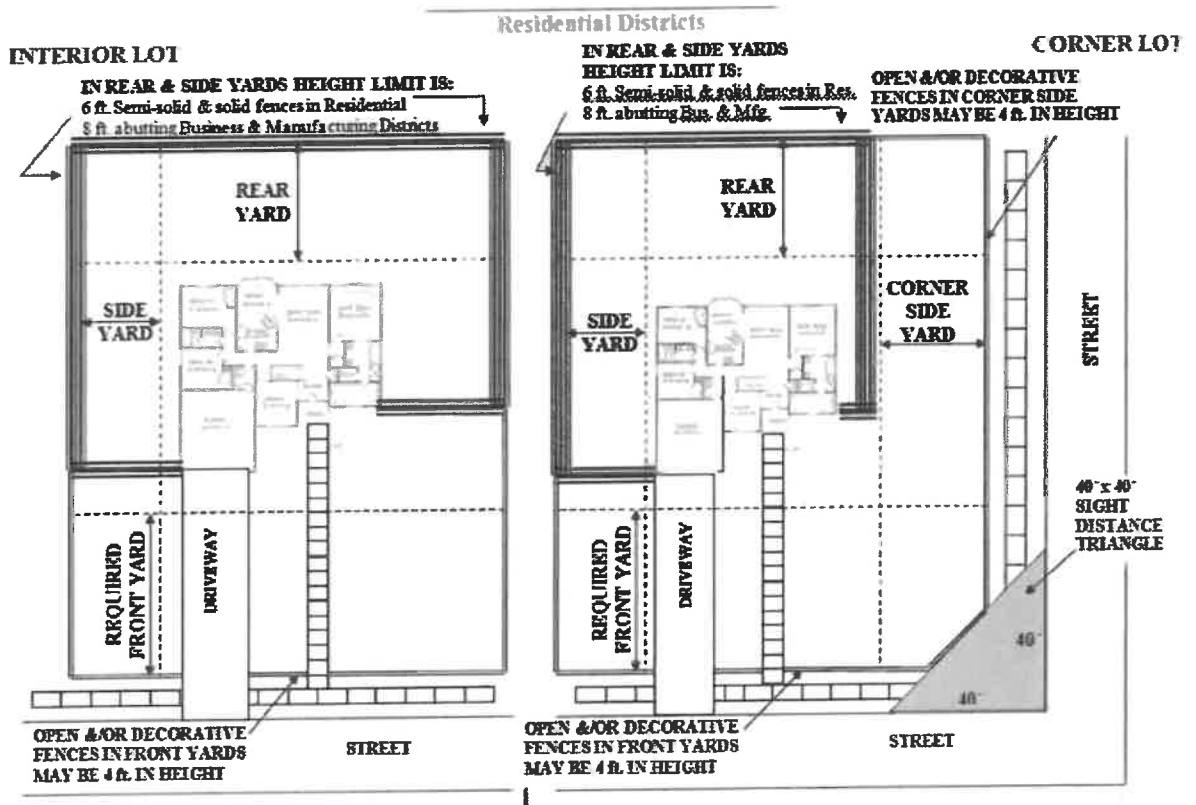 Residential Districts
INTERIOR LOT
IN REAR & SIDE YARDS HEIGHT LIMIT IS:
6 ft. Semi-solid & solid fences in Residential
8 ft. abutting Business & Manufacturing Districts
REAR
YARD
SIDE
YARD
REQUIRED
FRONT YARD
DRIVEWAY
OPEN &/OR DECORATIVE
FENCES IN FRONT YARDS
MAY BE 4 ft. IN HEIGHT
STREET
CORNER LOT
IN REAR & SIDE YARDS
HEIGHT LIMIT IS:
6 ft. Semi-solid & solid fences in Res.
8 ft. abutting Bus. & Mfg.
OPEN &/OR DECORATIVE
FENCES IN CORNER SIDE
YARDS MAY BE 4 ft. IN HEIGHT
REAR
YARD
SIDE
YARD
CORNER
SIDE
YARD
STREET
40' x 40'
SIGHT
DISTANCE
TRIANGLE
REQUIRED
FRONT YARD
DRIVEWAY
40'
40'
OPEN &/OR DECORATIVE
FENCES IN FRONT YARDS
MAY BE 4 ft. IN HEIGHT
STREET